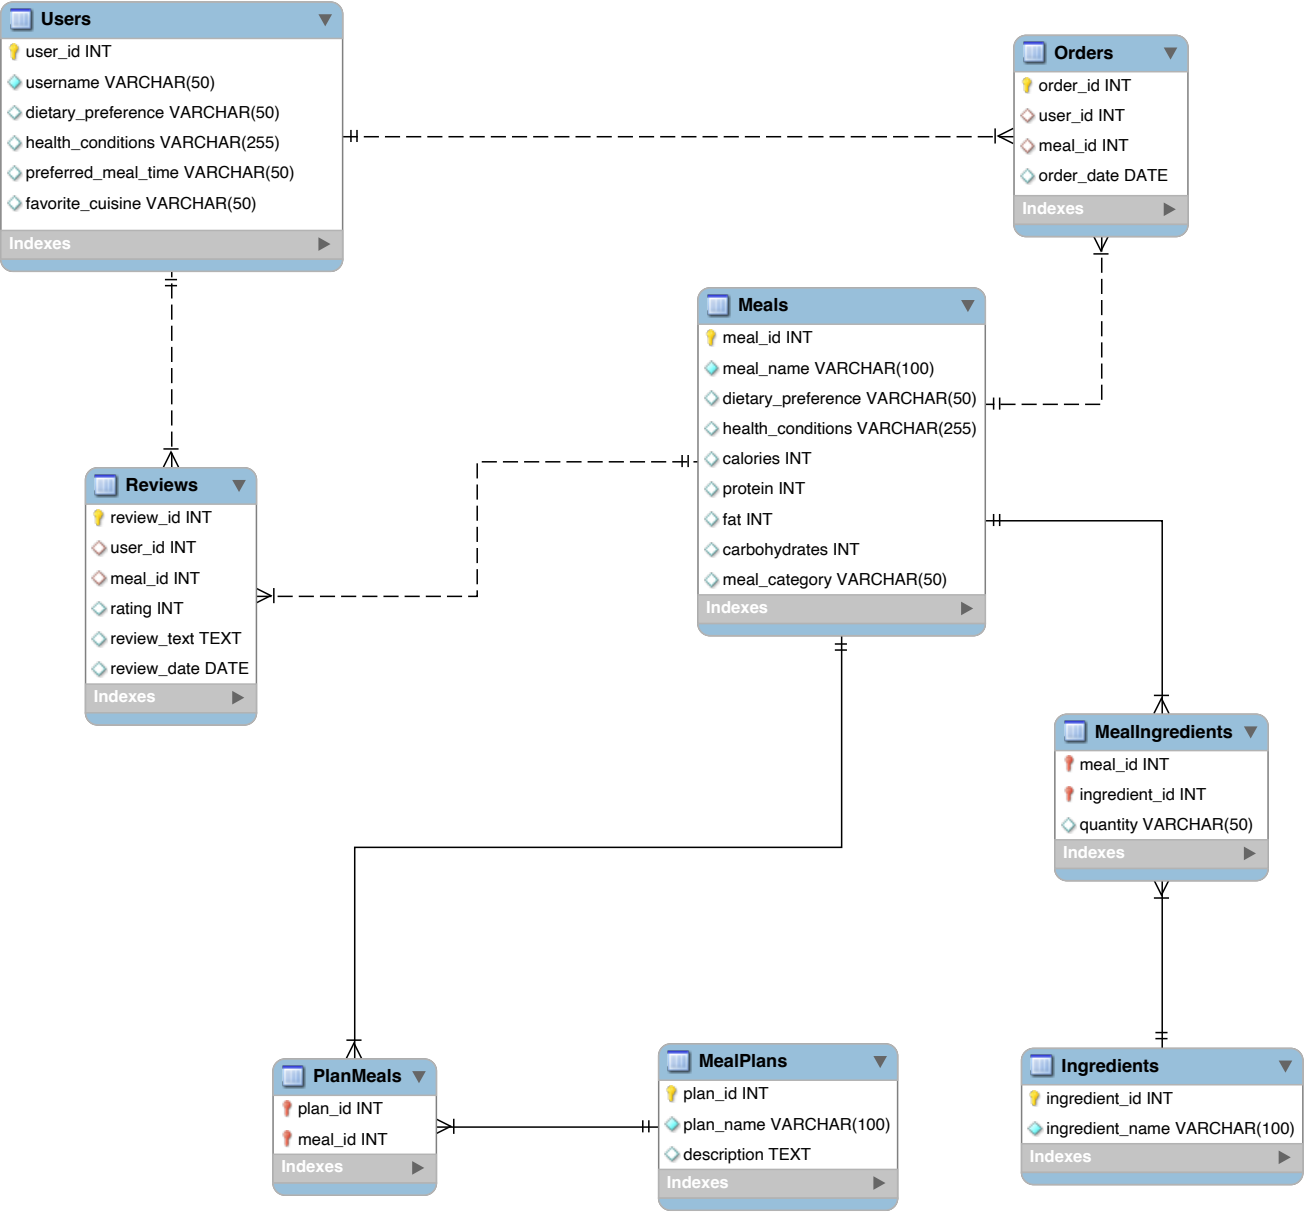 Users
user_id INT
username VARCHAR(50)
dietary_preference VARCHAR(50)
health_conditions VARCHAR(255)
preferred_meal_time VARCHAR(50)
favorite_cuisine VARCHAR(50)
Indexes
Orders
order_id INT
user_id INT
meal_id INT
order_date DATE
Indexes
Meals
meal_id INT
meal_name VARCHAR(100)
dietary_preference VARCHAR(50)
health_conditions VARCHAR(255)
calories INT
protein INT
fat INT
carbohydrates INT
meal_category VARCHAR(50)
Indexes
Reviews
review_id INT
user_id INT
meal_id INT
rating INT
review_text TEXT
review_date DATE
Indexes
MealIngredients
meal_id INT
ingredient_id INT
quantity VARCHAR(50)
Indexes
PlanMeals
plan_id INT
meal_id INT
Indexes
MealPlans
plan_id INT
plan_name VARCHAR(100)
description TEXT
Indexes
Ingredients
ingredient_id INT
ingredient_name VARCHAR(100)
Indexes